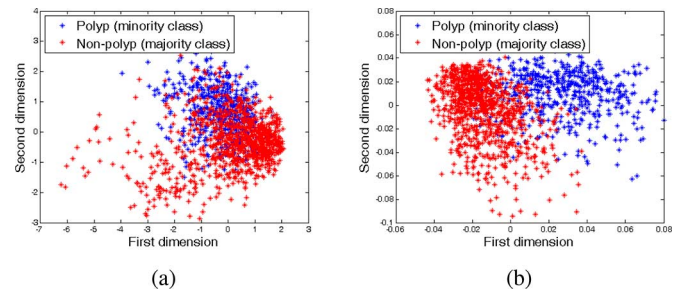 Polyp (minority class)
Non-polyp (majority class)
Second dimension
4
3
2
1
0
-1
-2
-3
-7 -6 -5 -4 -3 -2 -1 0 1 2 3
First dimension
(a)
Polyp (minority class)
Non-polyp (majority class)
Second dimension
0.08
0.06
0.04
0.02
0
-0.02
-0.04
-0.06
-0.08
-0.1
-0.06 -0.04 -0.02 0 0.02 0.04 0.06 0.08
First dimension
(b)